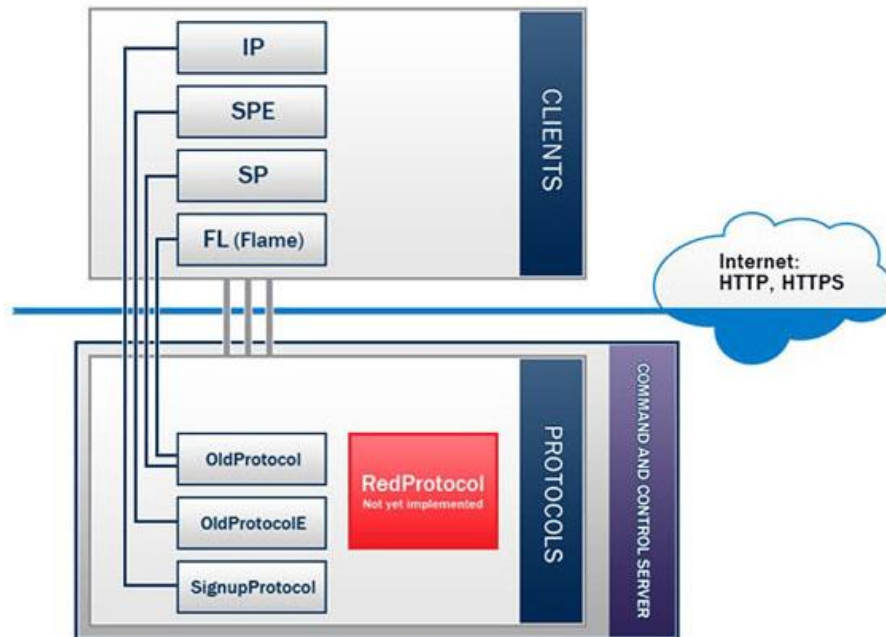 IP
SPE
SP
FL (Flame)
CLIENTS
Internet:
HTTP, HTTPS
OldProtocol
OldProtocolE
SignupProtocol
RedProtocol
Not yet implemented
PROTOCOLS
COMMAND AND CONTROL SERVER